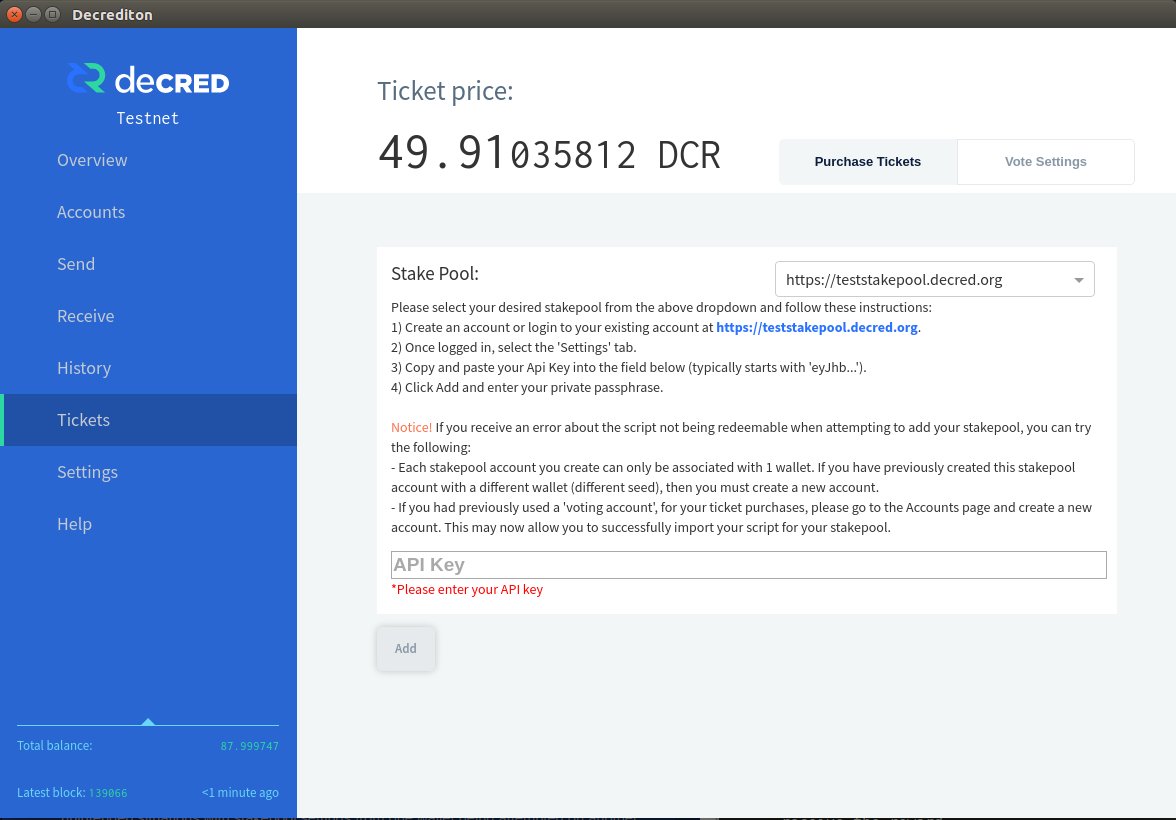 Decrediton
deCRED
Testnet
Overview
Accounts
Send
Receive
History
Tickets
Settings
Help
Total balance: 87.999747
Latest block: 139066 <1 minute ago
Ticket price:
49.91035812 DCR
Purchase Tickets Vote Settings
Stake Pool: https://teststakepool.decred.org
Please select your desired stakepool from the above dropdown and follow these instructions:
1) Create an account or login to your existing account at https://teststakepool.decred.org.
2) Once logged in, select the 'Settings' tab.
3) Copy and paste your Api Key into the field below (typically starts with 'eyJhb...').
4) Click Add and enter your private passphrase.
Notice! If you receive an error about the script not being redeemable when attempting to add your stakepool, you can try
the following:
- Each stakepool account you create can only be associated with 1 wallet. If you have previously created this stakepool
account with a different wallet (different seed), then you must create a new account.
- If you had previously used a 'voting account', for your ticket purchases, please go to the Accounts page and create a new
account. This may now allow you to successfully import your script for your stakepool.
API Key
*Please enter your API key
Add